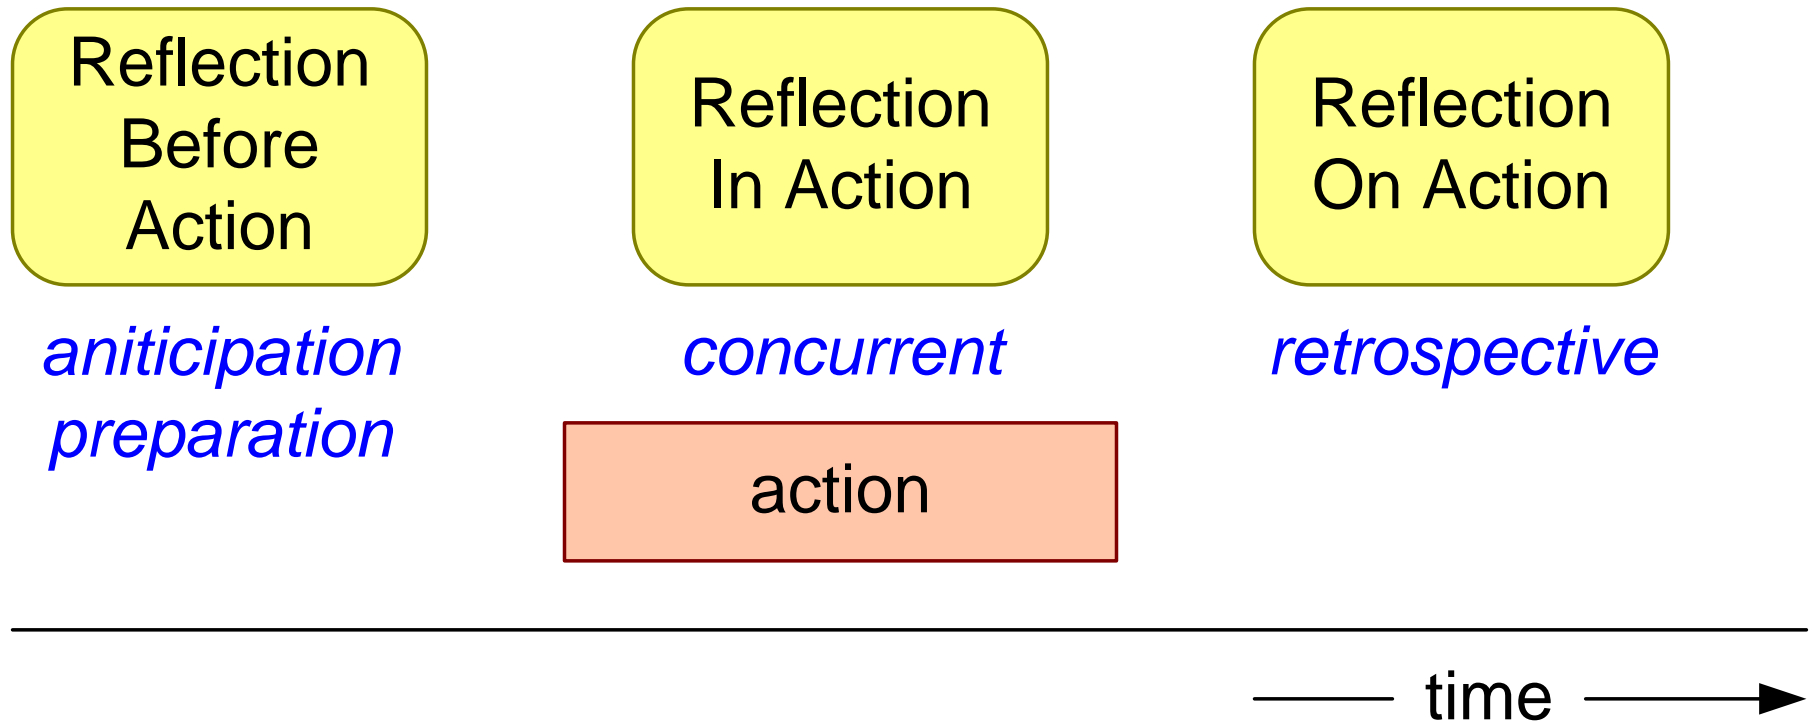 Reflection
Before
Action
Reflection
In Action
Reflection
On Action
aniticipation
preparation
concurrent
retrospective
action
time